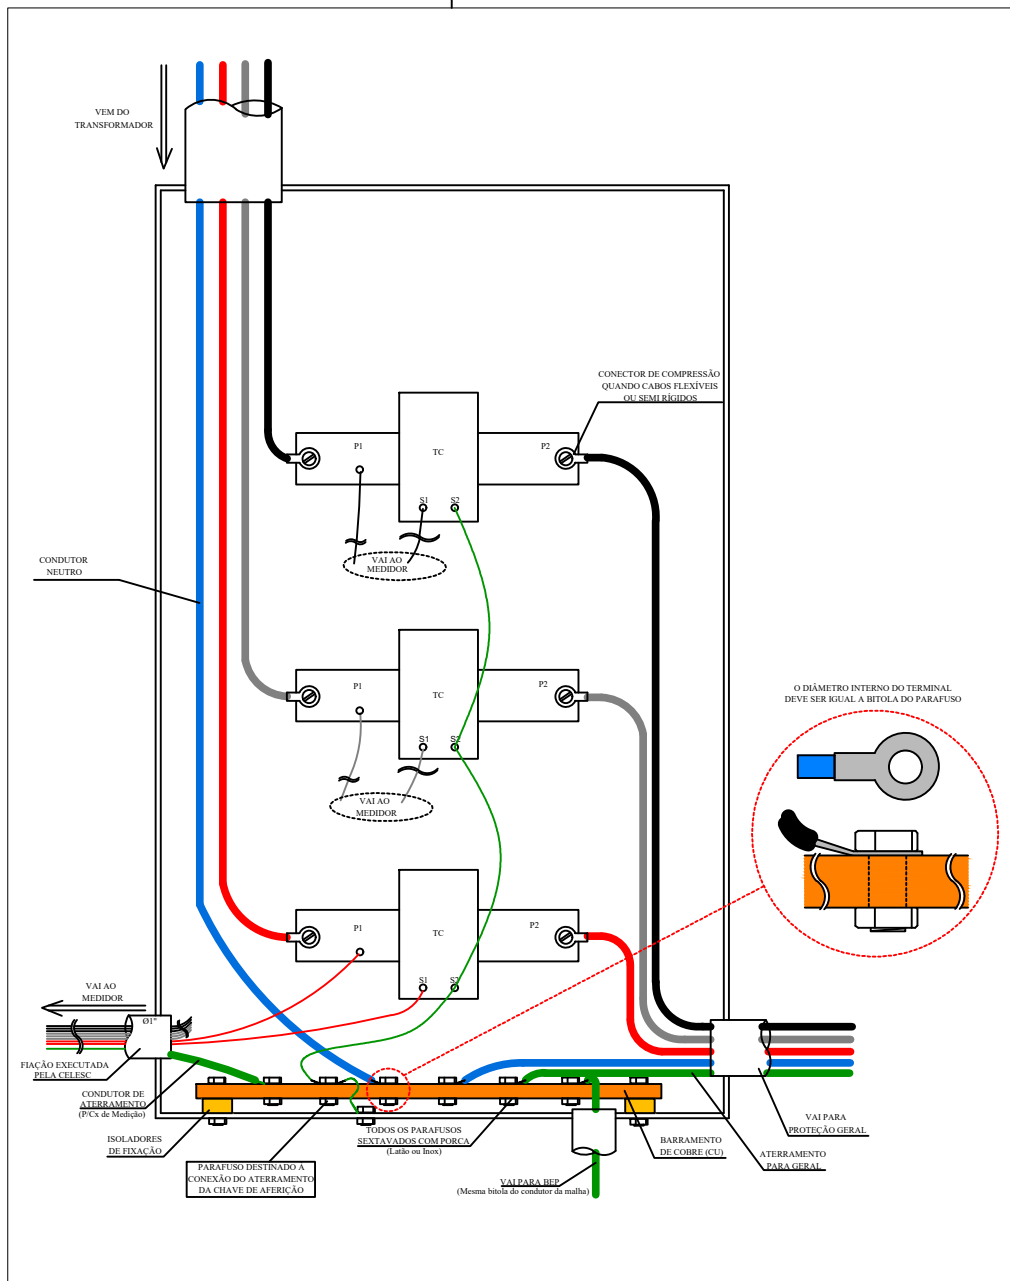 VEM DO
TRANSFORMADOR
CONECTOR DE COMPRESSÃO
QUANDO CABOS FLEXÍVEIS
OU SEMI RÍGIDOS
P1
TC
P2
S1
S2
VAI AO
MEDIDOR
CONDUTOR
NEUTRO
P1
TC
P2
S1
S2
VAI AO
MEDIDOR
O DIÂMETRO INTERNO DO TERMINAL
DEVE SER IGUAL A BITOLA DO PARAFUSO
P1
TC
P2
S1
S2
VAI AO
MEDIDOR
Ø1"
FIAÇÃO EXECUTADA
PELA CELESC
CONDUTOR DE
ATERRAMENTO
(P/Cx de Medição)
ISOLADORES
DE FIXAÇÃO
PARAFUSO DESTINADO A
CONEXÃO DO ATERRAMENTO
DA CHAVE DE AFERIÇÃO
TODOS OS PARAFUSOS
SEXTAVADOS COM PORCA
(Latão ou Inox)
VAI PARA BEP
(Mesma bitola do condutor da malha)
BARRAMENTO
DE COBRE (CU)
ATERRAMENTO
PARA GERAL
VAI PARA
PROTEÇÃO GERAL